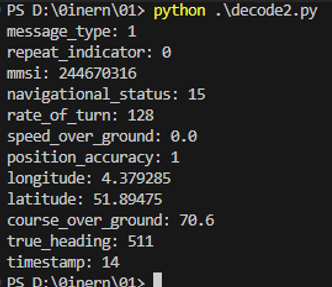 PS D:\0inern\01> python .\decode2.py
message_type: 1
repeat_indicator: 0
mmsi: 244670316
navigational_status: 15
rate_of_turn: 128
speed_over_ground: 0.0
position_accuracy: 1
longitude: 4.379285
latitude: 51.89475
course_over_ground: 70.6
true_heading: 511
timestamp: 14
PS D:\0inern\01>